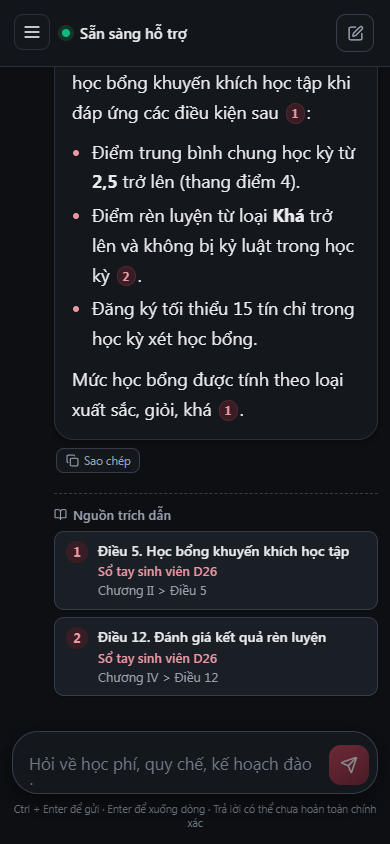 Sẵn sàng hỗ trợ
học bổng khuyến khích học tập khi
đáp ứng các điều kiện sau 1:
• Điểm trung bình chung học kỳ từ
2,5 trở lên (thang điểm 4).
• Điểm rèn luyện từ loại Khá trở
lên và không bị kỷ luật trong học
kỳ 2.
• Đăng ký tối thiểu 15 tín chỉ trong
học kỳ xét học bổng.
Mức học bổng được tính theo loại
xuất sắc, giỏi, khá 1.
Sao chép
Nguồn trích dẫn
1 Điều 5. Học bổng khuyến khích học tập
Sổ tay sinh viên D26
Chương II > Điều 5
2 Điều 12. Đánh giá kết quả rèn luyện
Sổ tay sinh viên D26
Chương IV > Điều 12
Hỏi về học phí, quy chế, kế hoạch đào
Ctrl + Enter để gửi · Enter để xuống dòng · Trả lời có thể chưa hoàn toàn chính
xác